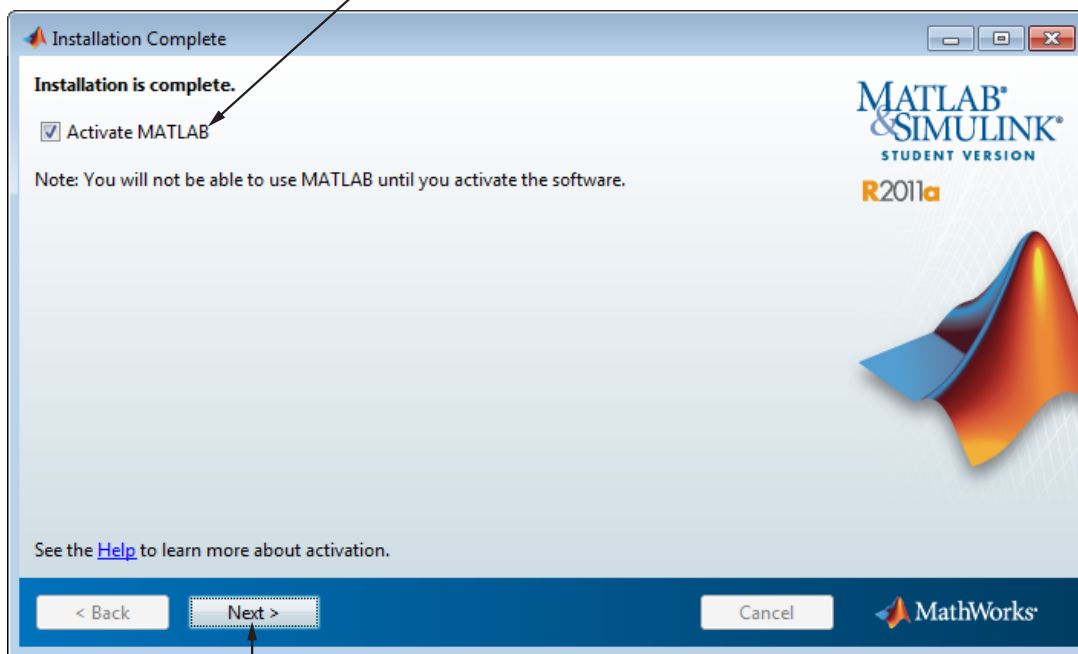 Installation Complete
Installation is complete.
Activate MATLAB
Note: You will not be able to use MATLAB until you activate the software.
MATLAB®
&SIMULINK®
STUDENT VERSION
R2011a
See the Help to learn more about activation.
< Back
Next >
Cancel
MathWorks®